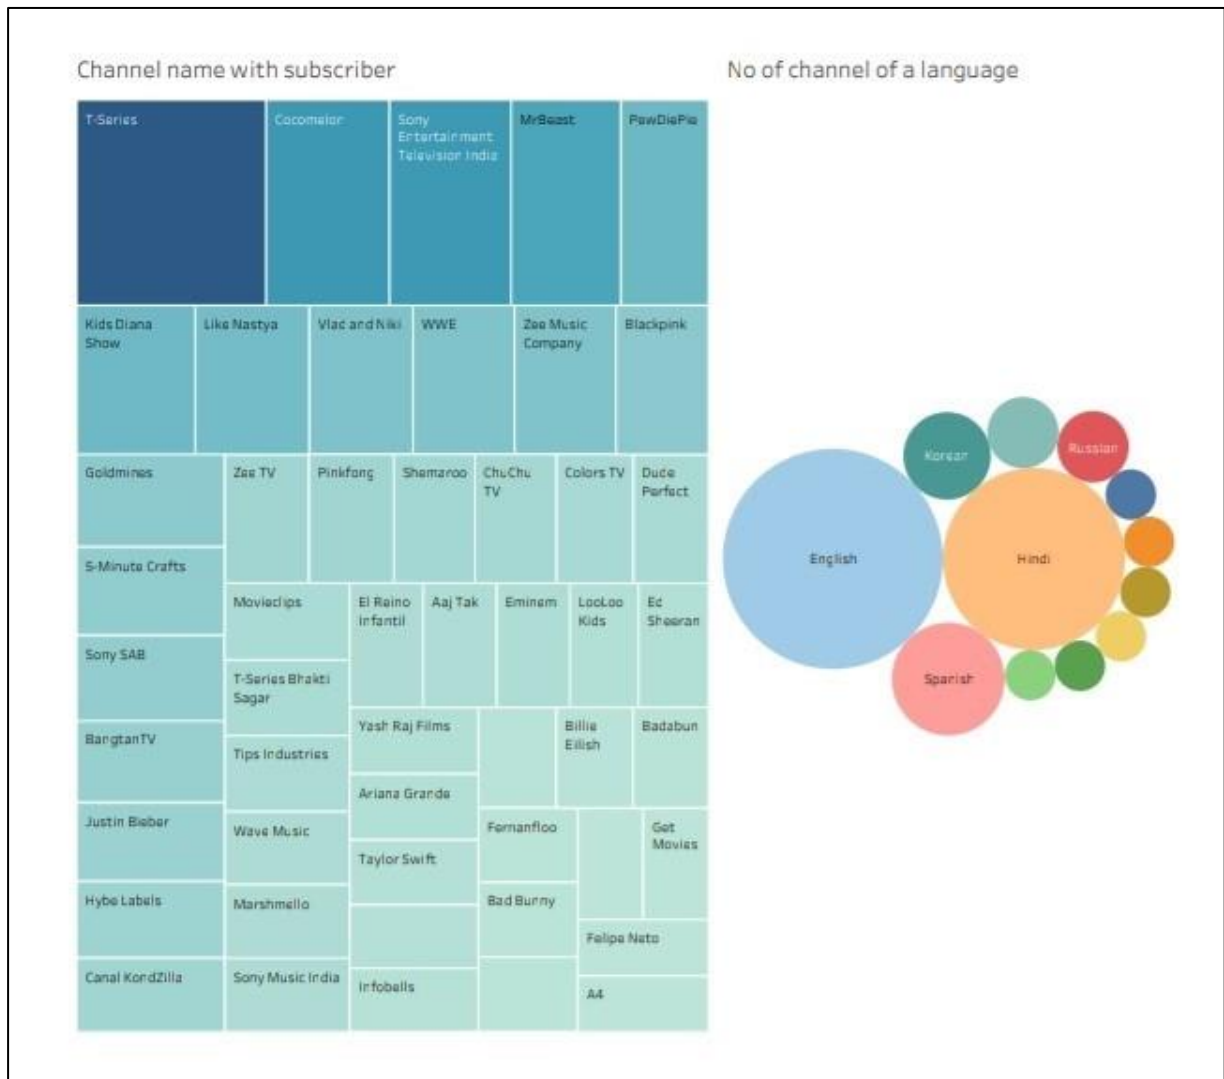 Channel name with subscriber
No of channel of a language
T-Series
Cocomelon
Sony
Entertainment
Television India
MrBeast
PewDiePie
Kids Diana
Show
Like Nastya
Vlad and Niki
WWE
Zee Music
Company
Blackpink
Goldmines
Zee TV
Pinkfong
Shemaroo
ChuChu
TV
Colors TV
Dude
Perfect
5-Minute Crafts
Sony SAB
BangtanTV
Justin Bieber
Hybe Labels
Canal KondZilla
Movieclips
T-Series Bhakti
Sagar
Tips Industries
Wave Music
Marshmello
Sony Music India
El Reino
Infantil
Aaj Tak
Eminem
LooLoo
Kids
Ed
Sheeran
Yash Raj Films
Ariana Grande
Taylor Swift
Infobells
Billie
Eilish
Badabun
Fernanfloo
Bad Bunny
Get
Movies
Felipe Neto
A4
Korean
Russian
English
Hindi
Spanish